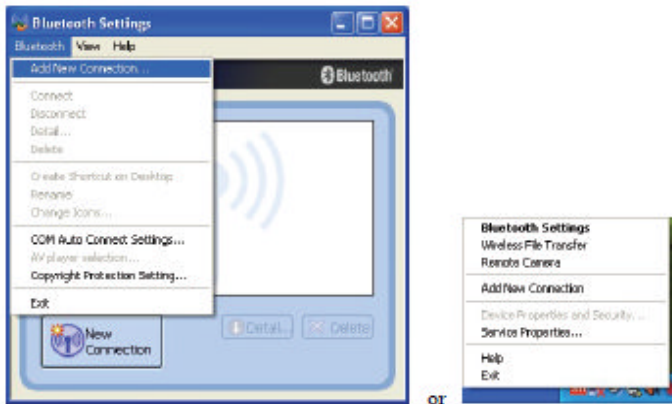 Bluetooth Settings
Bluetooth View Help
Add New Connection...
Bluetooth
Connect
Disconnect
Detail...
Delete
Create Shortcut on Desktop
Rename
Change Icons...
COM Auto Connect Settings...
AV player selection...
Copyright Protection Setting...
Exit
New
Connection
Detail...
Delete
or
Bluetooth Settings
Wireless File Transfer
Remote Camera
Add New Connection
Device Properties and Security...
Service Properties...
Help
Exit